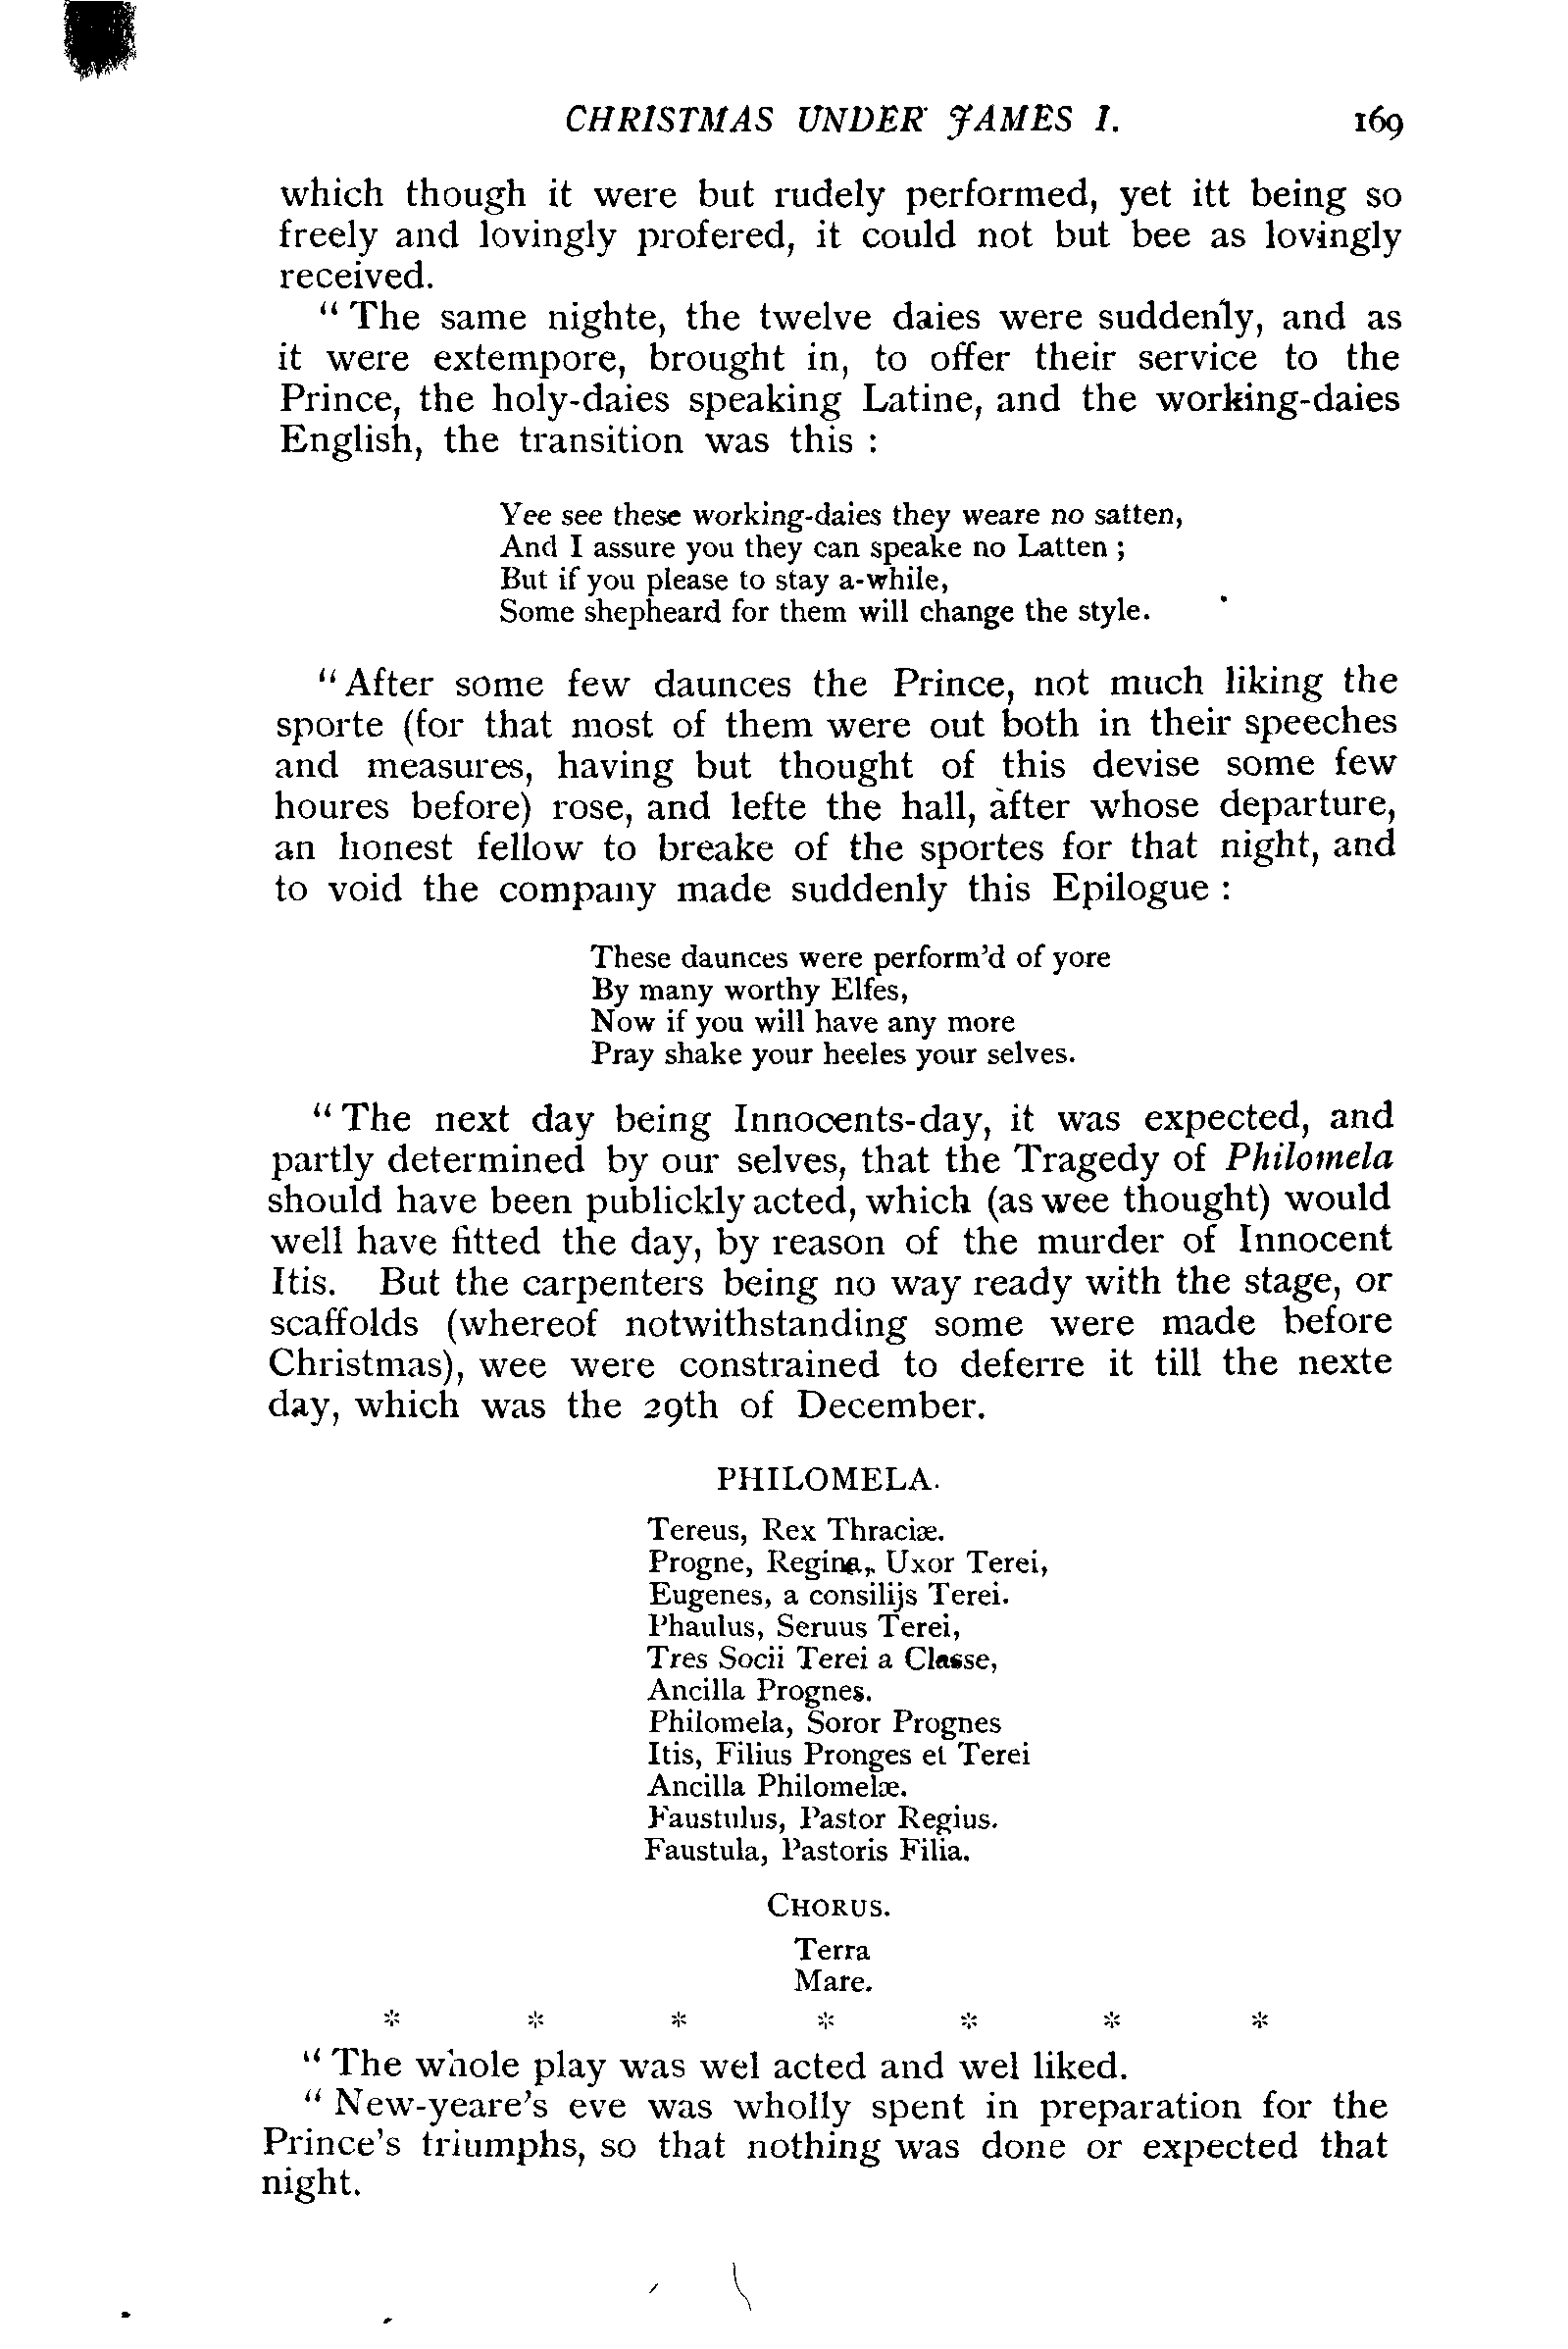 CHRISTMAS UNDER JAMES I. 169
which though it were but rudely performed, yet itt being so
freely and lovingly profered, it could not but bee as lovingly
received.
“ The same nighte, the twelve daies were suddenly, and as
it were extempore, brought in, to offer their service to the
Prince, the holy-daies speaking Latine, and the working-daies
English, the transition was this :
Yee see these working-daies they weare no satten,
And I assure you they can speake no Latten ;
But if you please to stay a-while,
Some shepheard for them will change the style.
“ After some few daunces the Prince, not much liking the
sporte (for that most of them were out both in their speeches
and measures, having but thought of this devise some few
houres before) rose, and lefte the hall, after whose departure,
an honest fellow to breake of the sportes for that night, and
to void the company made suddenly this Epilogue :
These daunces were perform’d of yore
By many worthy Elfes,
Now if you will have any more
Pray shake your heeles your selves.
“ The next day being Innocents-day, it was expected, and
partly determined by our selves, that the Tragedy of Philomela
should have been publickly acted, which (as wee thought) would
well have fitted the day, by reason of the murder of Innocent
Itis. But the carpenters being no way ready with the stage, or
scaffolds (whereof notwithstanding some were made before
Christmas), wee were constrained to deferre it till the nexte
day, which was the 29th of December.
PHILOMELA.
Tereus, Rex Thraciæ.
Progne, Regina, Uxor Terei,
Eugenes, a consilijs Terei.
Phaulus, Seruus Terei,
Tres Socii Terei a Classe,
Ancilla Prognes.
Philomela, Soror Prognes
Itis, Filius Pronges et Terei
Ancilla Philomelæ.
Faustulus, Pastor Regius.
Faustula, Pastoris Filia.
CHORUS.
Terra
Mare.
* * * * * * *
“ The whole play was wel acted and wel liked.
“ New-yeare’s eve was wholly spent in preparation for the
Prince’s triumphs, so that nothing was done or expected that
night.